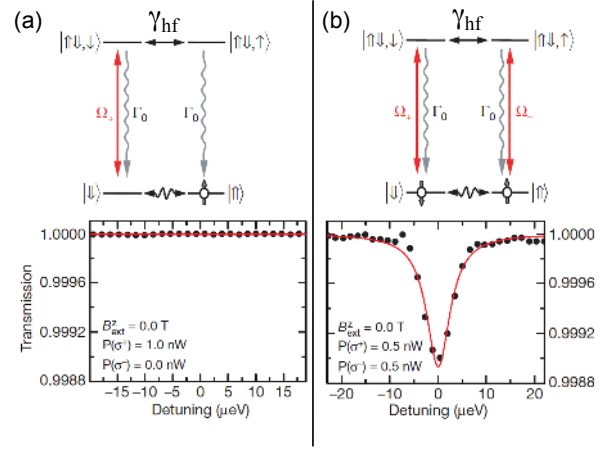 (a)
γhf
|⇑⇓,↓⟩
|⇑⇓,↑⟩
Ω+
Γ0
Γ0
|⇓⟩
|⇑⟩
1.0000
0.9996
0.9992
0.9988
Transmission
Bzext = 0.0 T
P(σ+) = 1.0 nW
P(σ−) = 0.0 nW
−15 −10 −5 0 5 10 15
Detuning (μeV)
(b)
γhf
|⇑⇓,↓⟩
|⇑⇓,↑⟩
Ω+
Γ0
Γ0
Ω−
|⇓⟩
|⇑⟩
1.0000
0.9996
0.9992
0.9988
Bzext = 0.0 T
P(σ+) = 0.5 nW
P(σ−) = 0.5 nW
−20 −10 0 10 20
Detuning (μeV)